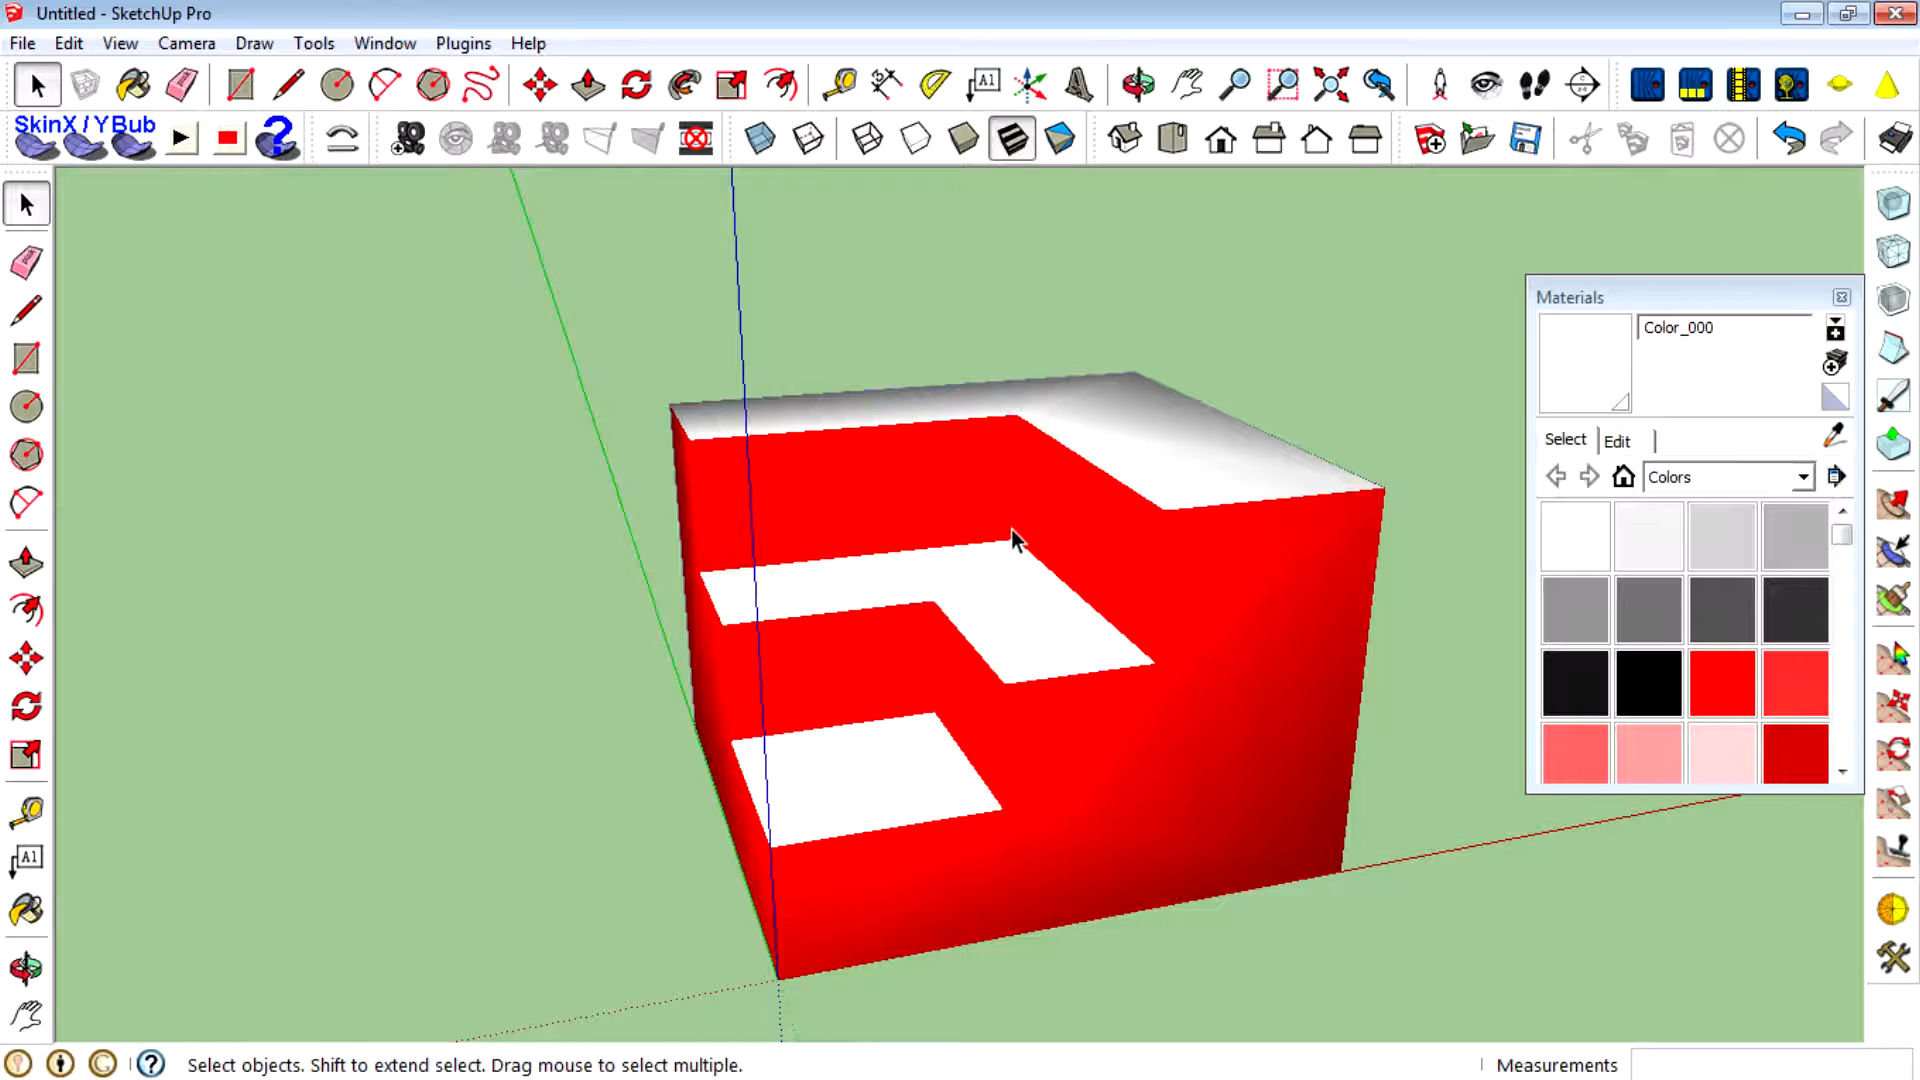 Untitled - SketchUp Pro
File Edit View Camera Draw Tools Window Plugins Help
A1
SkinX / YBub
Materials
Color_000
Select Edit
Colors
A1
Select objects. Shift to extend select. Drag mouse to select multiple.
Measurements